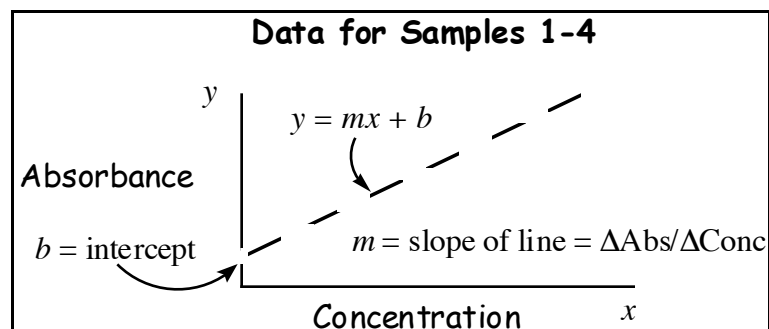 Data for Samples 1-4
y
y = mx + b
Absorbance
b = intercept
m = slope of line = ΔAbs/ΔConc
Concentration
x